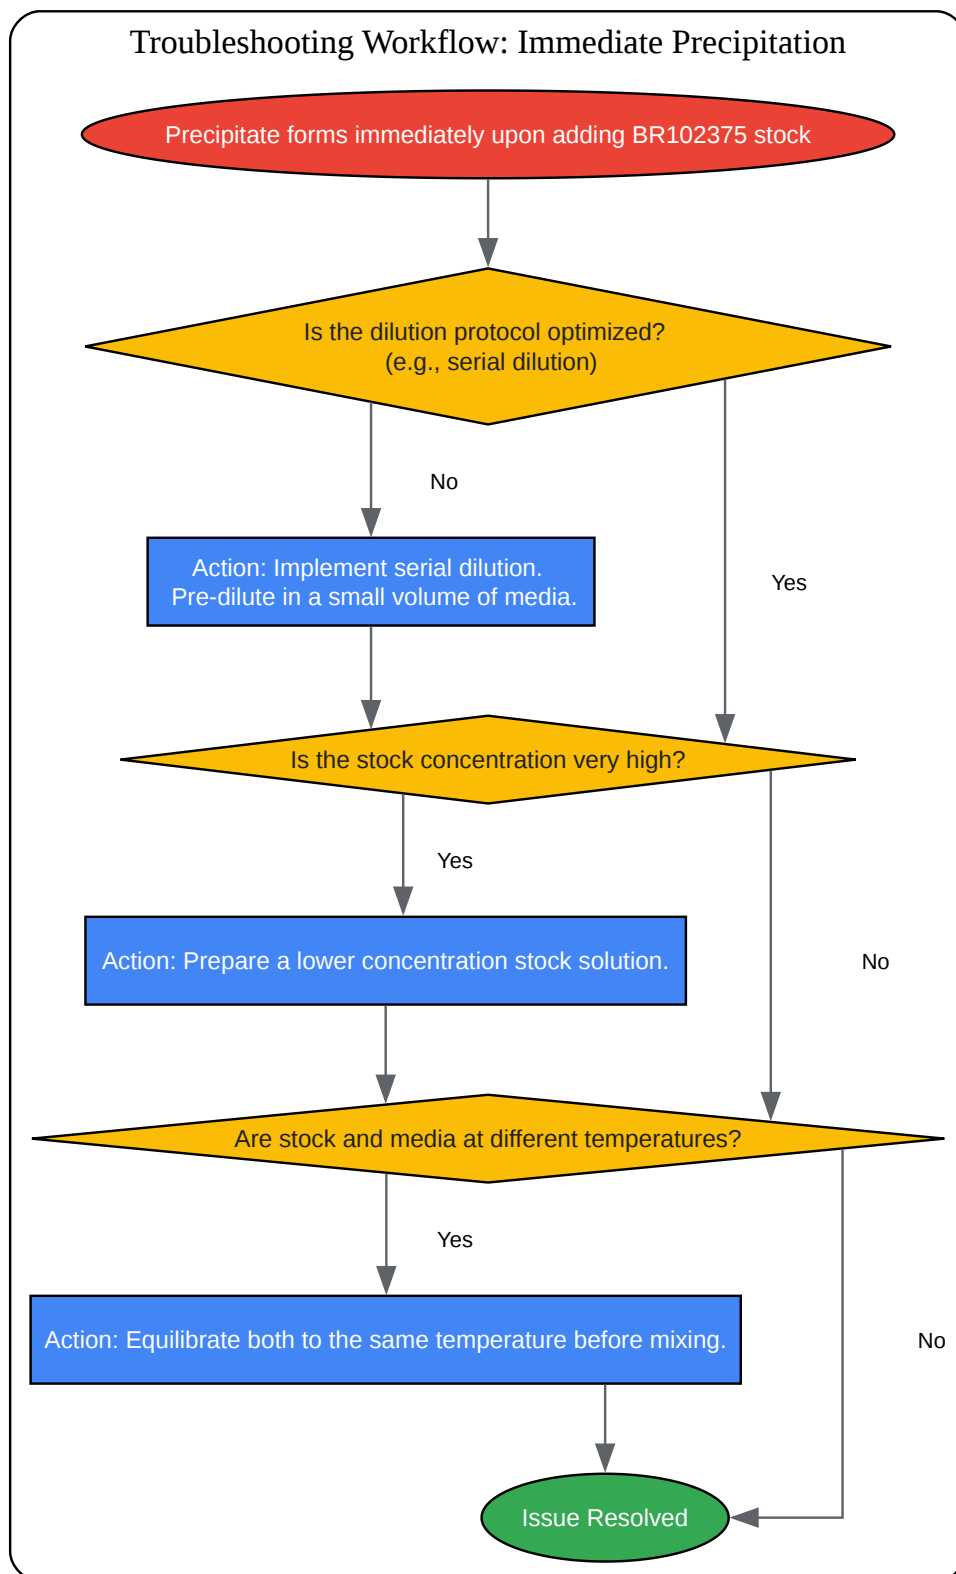 Troubleshooting Workflow: Immediate Precipitation
Precipitate forms immediately upon adding BR102375 stock
Is the dilution protocol optimized?
(e.g., serial dilution)
No
Action: Implement serial dilution.
Pre-dilute in a small volume of media.
Yes
Is the stock concentration very high?
Yes
Action: Prepare a lower concentration stock solution.
No
Are stock and media at different temperatures?
Yes
Action: Equilibrate both to the same temperature before mixing.
No
Issue Resolved